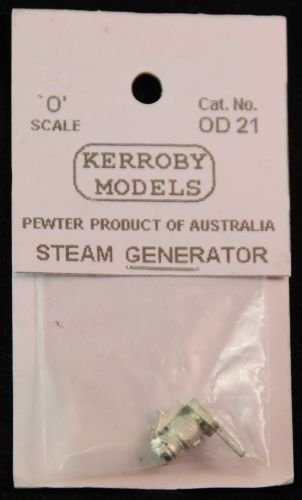 `O' Cat. No.
SCALE OD 21
KERROBY
MODELS
PEWTER PRODUCT OF AUSTRALIA
STEAM GENERATOR